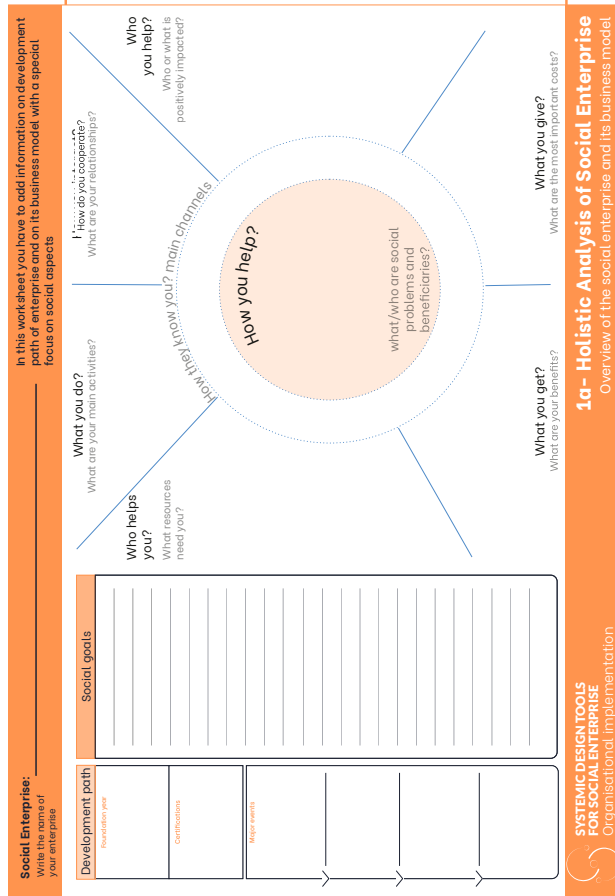 Social Enterprise:
Write the name of
your enterprise
In this worksheet you have to add information on development
path of enterprise and on its business model with a special
focus on social aspects
Development path
Foundation year
Certifications
Major events
Social goals
Who helps
you?
What resources
need you?
What you do?
What are your main activities?
How do you cooperate?
What are your relationships?
Who
you help?
Who or what is
positively impacted?
How they know you? main channels
How you help?
what/who are social
problems and
beneficiaries?
What you get?
What are your benefits?
What you give?
What are the most important costs?
SYSTEMIC DESIGN TOOLS
FOR SOCIAL ENTERPRISE
Organisational implementation
1a- Holistic Analysis of Social Enterprise
Overview of the social enterprise and its business model